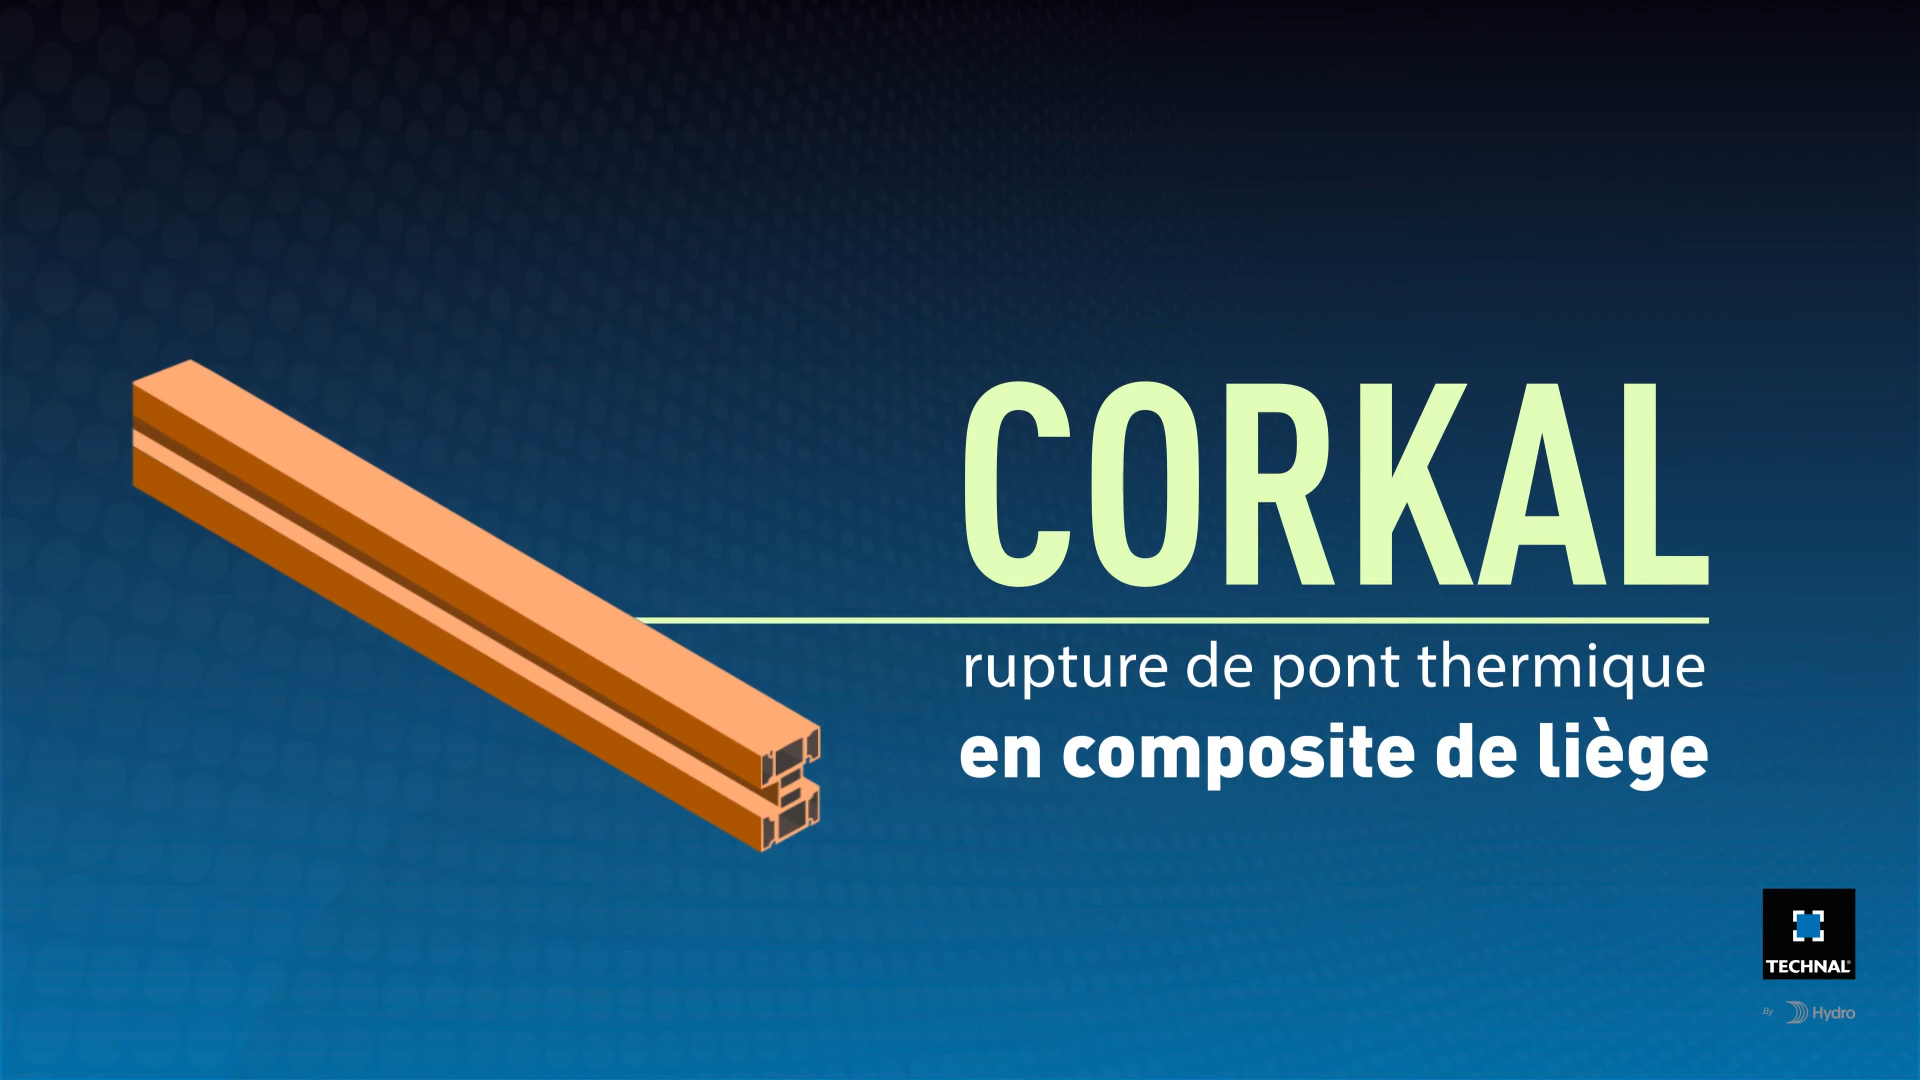 CORKAL
rupture de pont thermique
en composite de liège
TECHNAL®
By Hydro